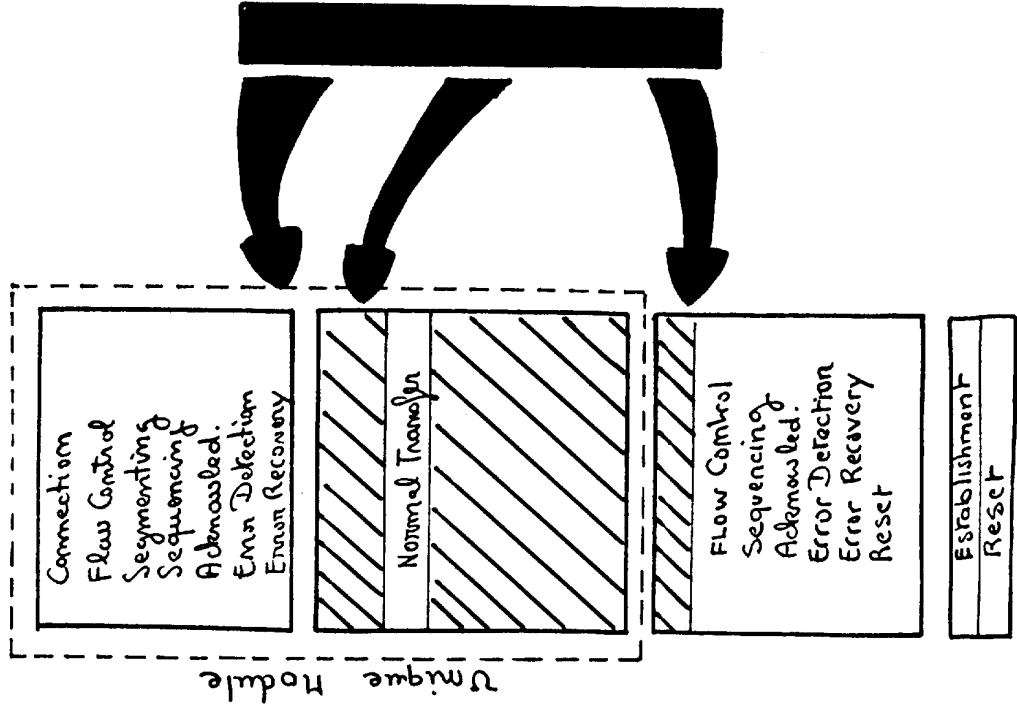 Connection
Flow Control
Segmenting
Sequencing
Acknowled.
Error Detection
Error Recovery
Normal Transfer
FLOW Control
Sequencing
Acknowled.
Error Detection
Error Recovery
Reset
Establishment
Reset
Unique Module